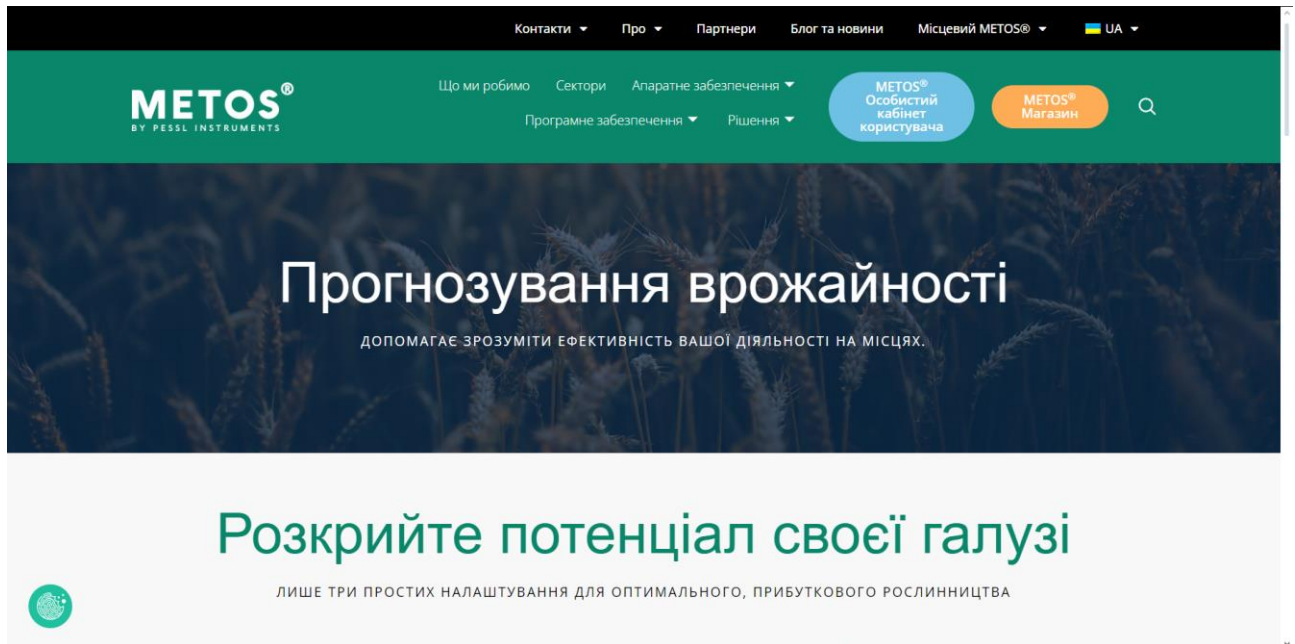 Контакти Про Партнери Блог та новини Місцевий METOS® UA
METOS®
BY PESSL INSTRUMENTS
Що ми робимо Сектори Апаратне забезпечення
Програмне забезпечення Рішення
METOS®
Особистий
кабінет
користувача
METOS®
Магазин
Прогнозування врожайності
ДОПОМАГАЄ ЗРОЗУМІТИ ЕФЕКТИВНІСТЬ ВАШОЇ ДІЯЛЬНОСТІ НА МІСЦЯХ.
Розкрийте потенціал своєї галузі
ЛИШЕ ТРИ ПРОСТИХ НАЛАШТУВАННЯ ДЛЯ ОПТИМАЛЬНОГО, ПРИБУТКОВОГО РОСЛИННИЦТВА